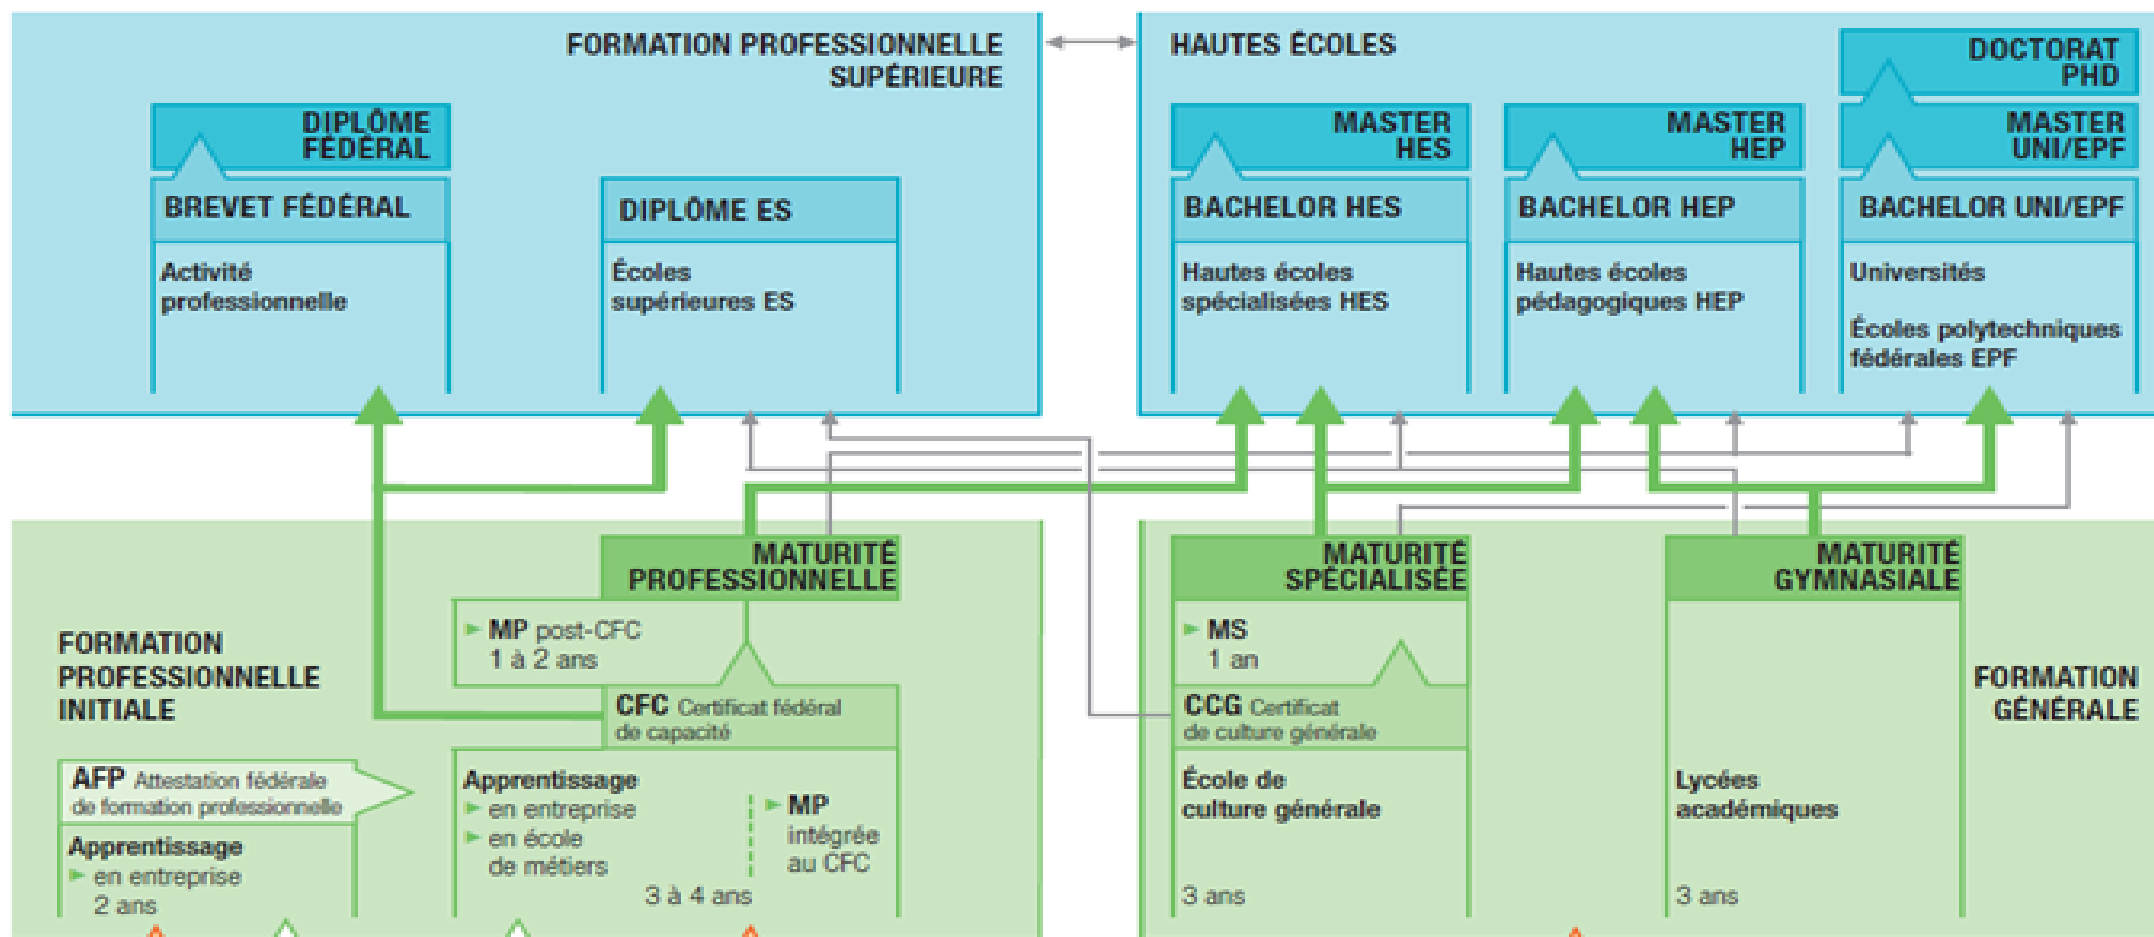 FORMATION PROFESSIONNELLE
SUPÉRIEURE
DIPLÔME
FÉDÉRAL
BREVET FÉDÉRAL
Activité
professionnelle
DIPLÔME ES
Écoles
supérieures ES
HAUTES ÉCOLES
MASTER
HES
BACHELOR HES
Hautes écoles
spécialisées HES
MASTER
HEP
BACHELOR HEP
Hautes écoles
pédagogiques HEP
DOCTORAT
PHD
MASTER
UNI/EPF
BACHELOR UNI/EPF
Universités
Écoles polytechniques
fédérales EPF
FORMATION
PROFESSIONNELLE
INITIALE
AFP Attestation fédérale
de formation professionnelle
Apprentissage
en entreprise
2 ans
MATURITÉ
PROFESSIONNELLE
MP post-CFC
1 à 2 ans
CFC Certificat fédéral
de capacité
Apprentissage
en entreprise
en école
de métiers
MP
intégrée
au CFC
3 à 4 ans
MATURITÉ
SPÉCIALISÉE
MS
1 an
CCG Certificat
de culture générale
École de
culture générale
3 ans
MATURITÉ
GYMNASIALE
Lycées
académiques
3 ans
FORMATION
GÉNÉRALE